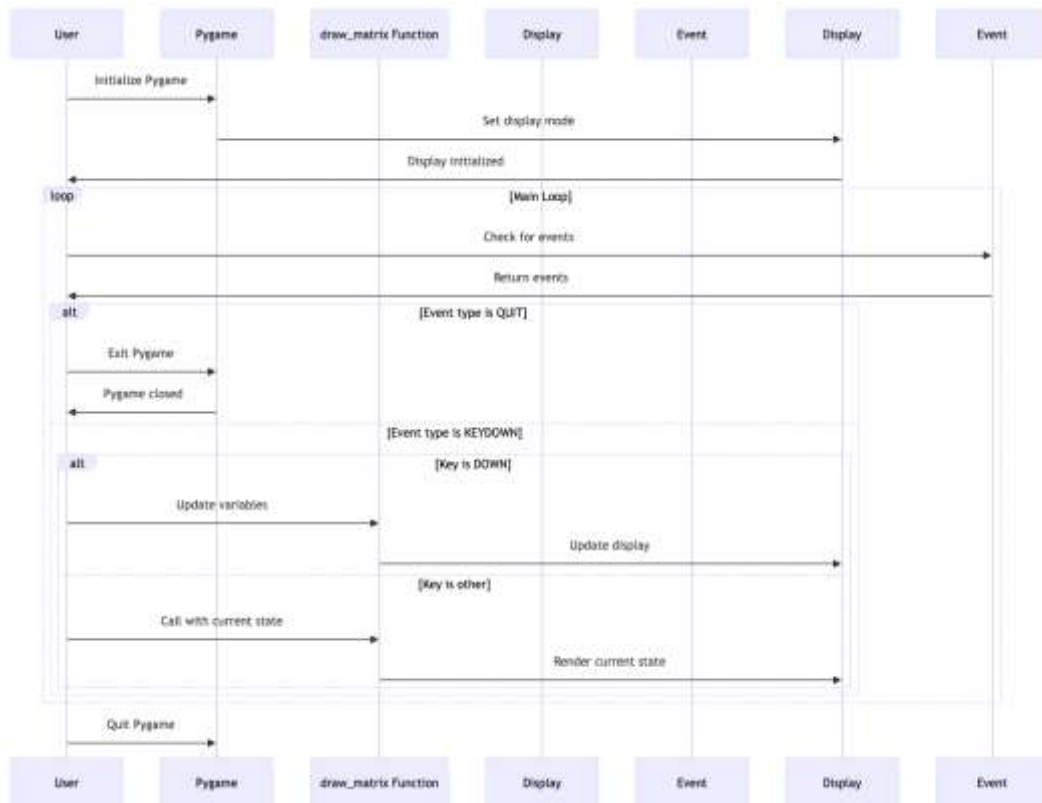 User Pygame draw_matrix Function Display Event Display Event
Initialize Pygame
Set display mode
Display initialized
loop [Main Loop]
Check for events
Return events
alt [Event type is QUIT]
Exit Pygame
Pygame closed
[Event type is KEYDOWN]
alt [Key is DOWN]
Update variables
Update display
[Key is other]
Call with current state
Render current state
Quit Pygame
User Pygame draw_matrix Function Display Event Display Event